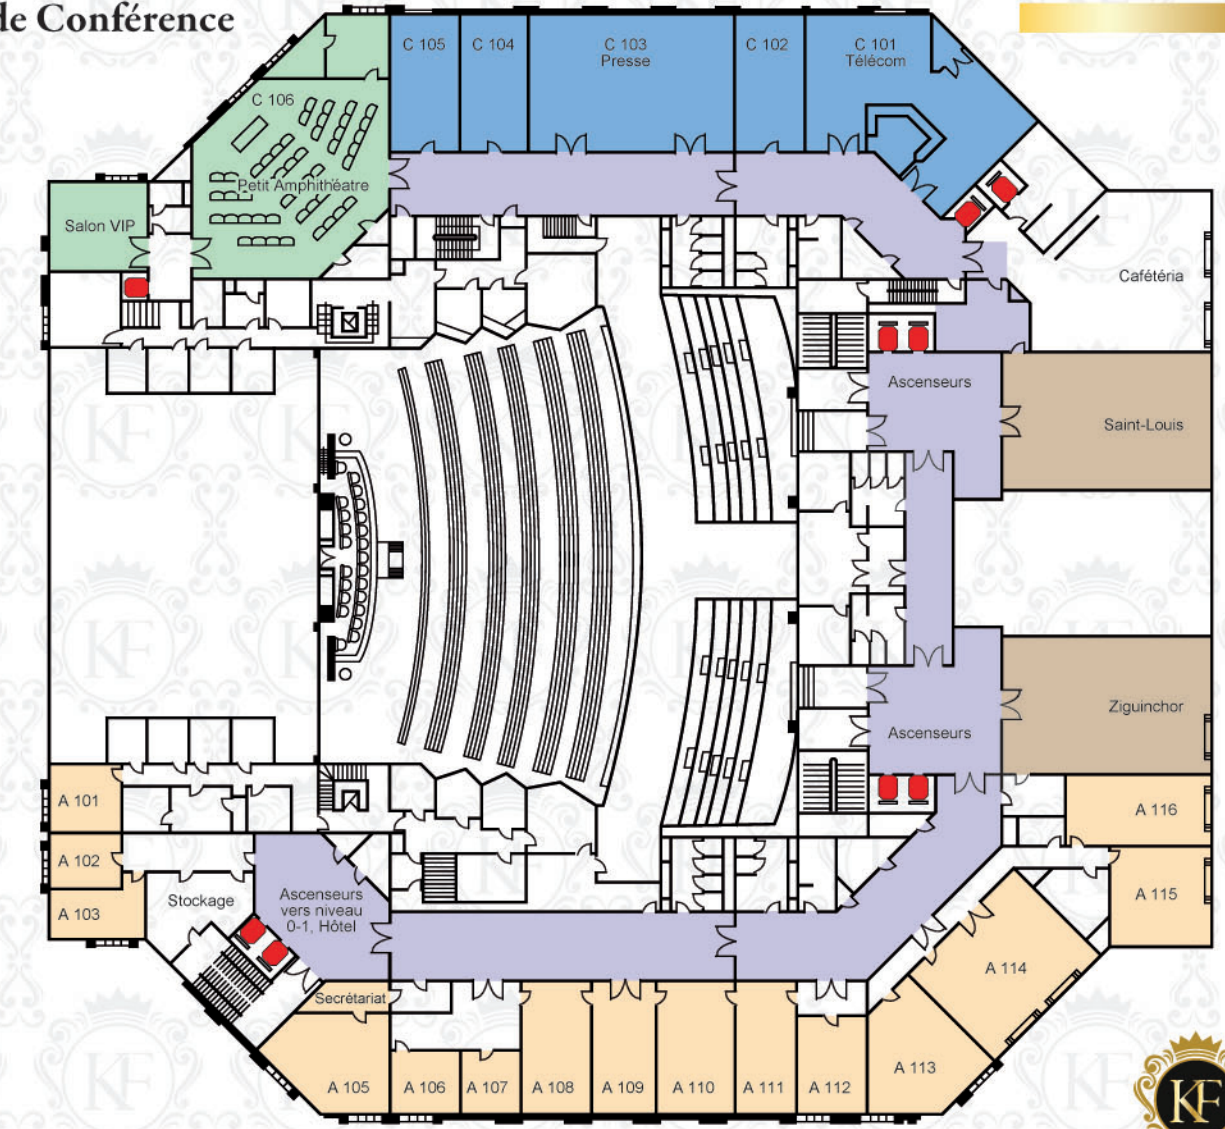 de Conférence
C 105
C 104
C 103
Presse
C 102
C 101
Télécom
C 106
Petit Amphithéatre
Salon VIP
Cafétéria
Ascenseurs
Saint-Louis
Ziguinchor
Ascenseurs
A 101
A 102
A 103
Stockage
Ascenseurs
vers niveau
0-1, Hôtel
A 116
A 115
A 114
Secrétariat
A 105
A 106
A 107
A 108
A 109
A 110
A 111
A 112
A 113
KF